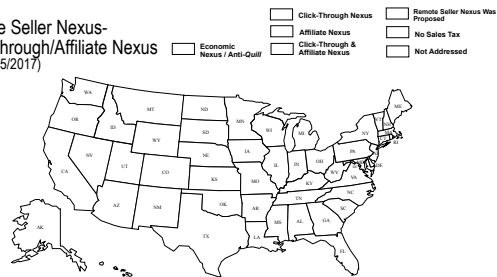 e Seller Nexus-
hrough/Affiliate Nexus
5/2017)
Economic
Nexus / Anti-Quill
Click-Through Nexus
Affiliate Nexus
Click-Through &
Affiliate Nexus
Remote Seller Nexus Was
Proposed
No Sales Tax
Not Addressed
WA
MT
ND
MN
ME
OR
ID
SD
WI
MI
NY
VT
WY
IA
PA
RI
NV
NE
IL
IN
OH
UT
CO
KS
MO
WV
VA
DE
CA
KY
NC
AZ
NM
OK
AR
TN
SC
MS
AL
GA
TX
LA
AK
FL